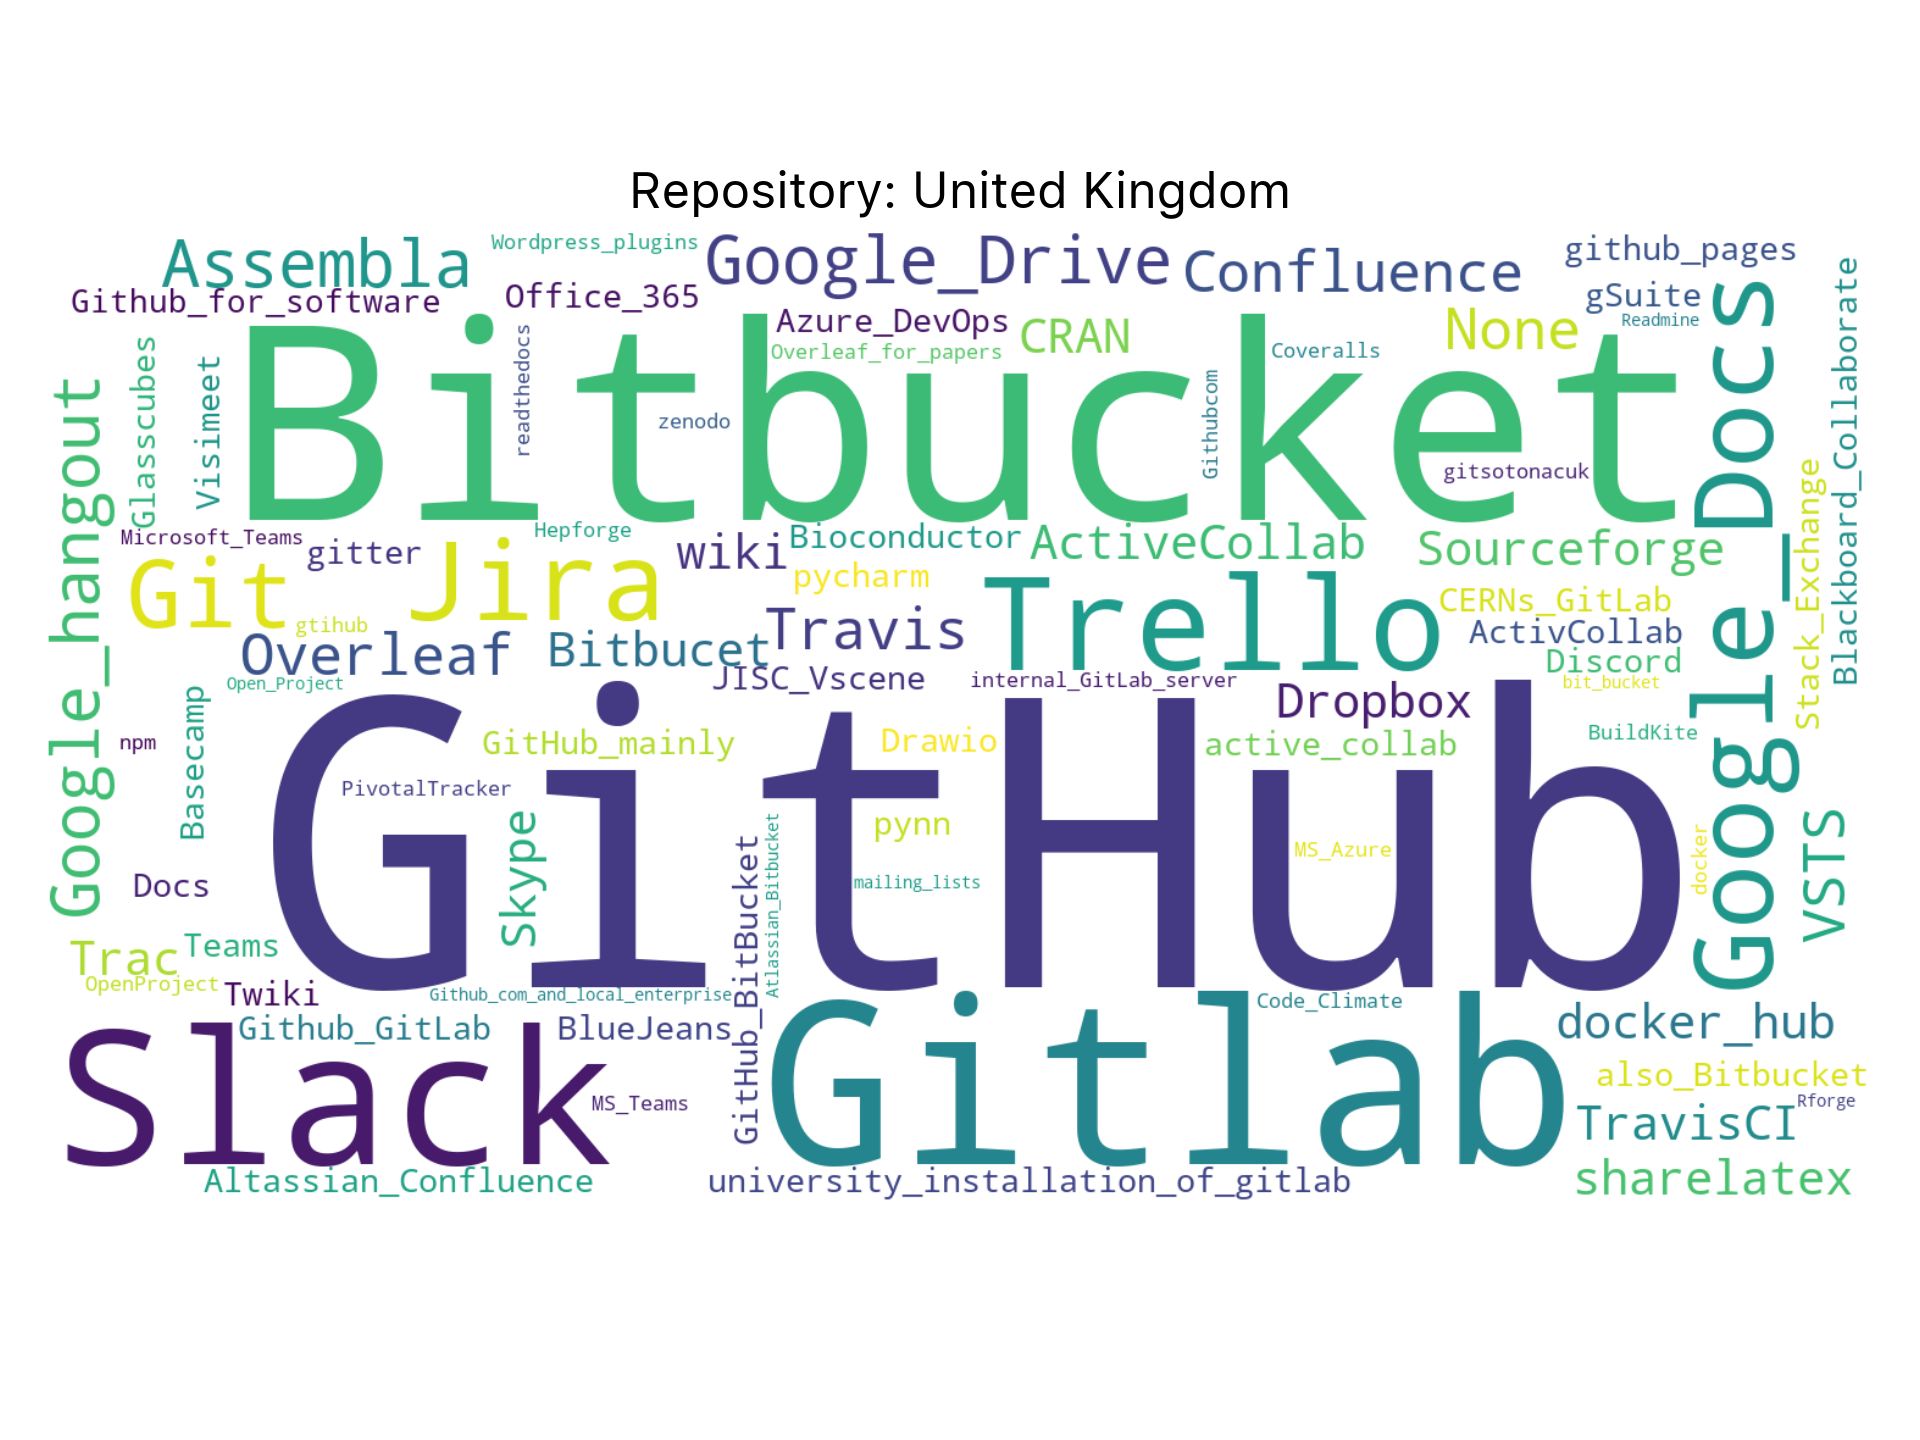 Repository: United Kingdom
Assembla
Wordpress_plugins
Google_Drive
Confluence
github_pages
Github_for_software
Office_365
gSuite
Azure_DevOps
CRAN
None
Readmine
Overleaf_for_papers
Coveralls
Bitbucket
Google_hangout
Glasscubes
Visimeet
readthedocs
zenodo
Githubcom
gitsotonacuk
Google_Docs
Stack_Exchange
Blackboard_Collaborate
Microsoft_Teams
gitter
Hepforge
wiki
Bioconductor
ActiveCollab
Sourceforge
Git
Jira
pycharm
Trello
CERNs_GitLab
gtihub
Travis
ActivCollab
Overleaf
Bitbucet
Discord
Open_Project
JISC_Vscene
internal_GitLab_server
Dropbox
bit_bucket
npm
Basecamp
GitHub_mainly
Drawio
active_collab
BuildKite
GitHub
PivotalTracker
Skype
pynn
MS_Azure
docker
VSTS
Docs
mailing_lists
GitHub_BitBucket
Atlassian_Bitbucket
Trac
Teams
OpenProject
Twiki
Github_com_and_local_enterprise
Code_Climate
Slack
Github_GitLab
BlueJeans
Gitlab
docker_hub
also_Bitbucket
MS_Teams
Rforge
TravisCI
Altassian_Confluence
university_installation_of_gitlab
sharelatex